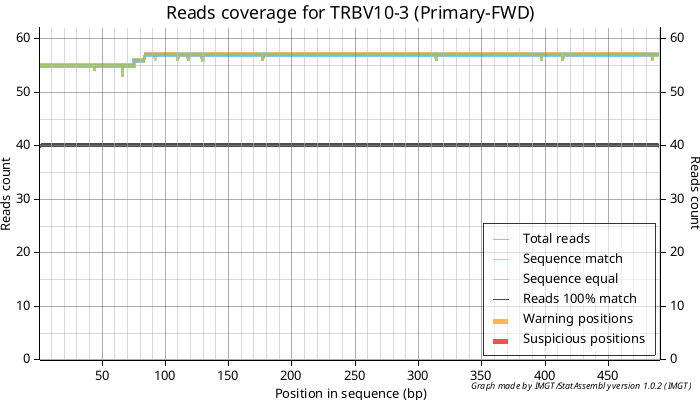 Reads coverage for TRBV10-3 (Primary-FWD)
60 60
50 50
40 40
30 30
20 20
10 10
0 0
Reads count
Reads count
Total reads
Sequence match
Sequence equal
Reads 100% match
Warning positions
Suspicious positions
50 100 150 200 250 300 350 400 450
Position in sequence (bp)
Graph made by IMGT/StatAssembly version 1.0.2 (IMGT)